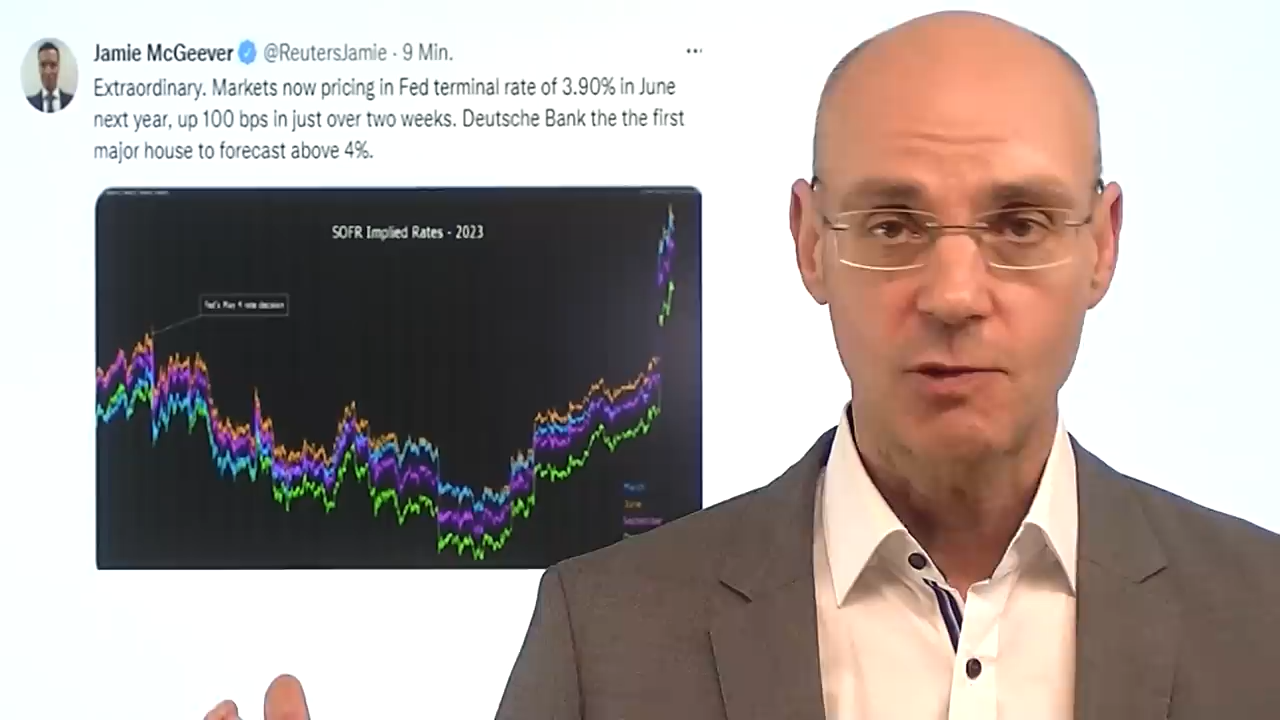 Jamie McGeever @ReutersJamie · 9 Min.
Extraordinary. Markets now pricing in Fed terminal rate of 3.90% in June
next year, up 100 bps in just over two weeks. Deutsche Bank the the first
major house to forecast above 4%.
SOFR Implied Rates - 2023
Fed's May 4 rate decision
March
June
September